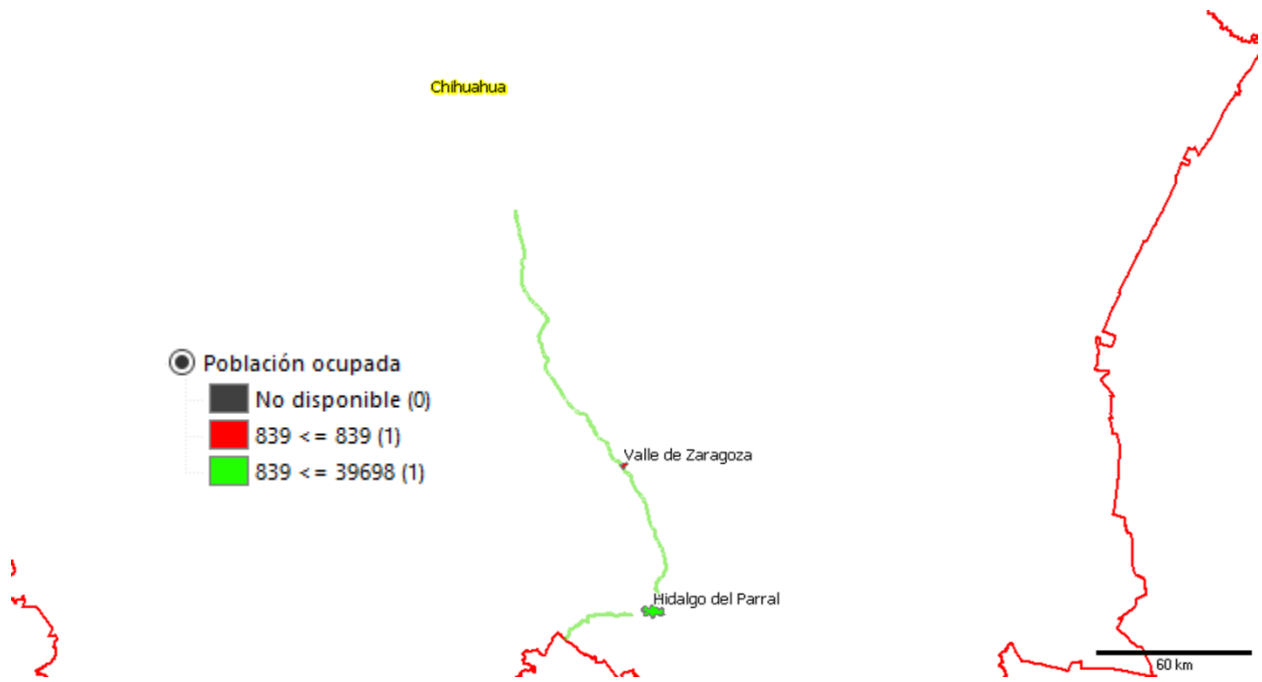 Chihuahua
Población ocupada
No disponible (0)
839 <= 839 (1)
839 <= 39698 (1)
Valle de Zaragoza
Hidalgo del Parral
60 km